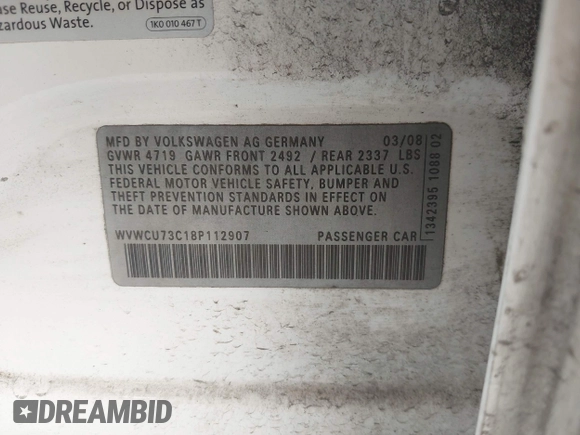 se Reuse, Recycle, or Dispose as
zardous Waste.
1K0 010 467 T
MFD BY VOLKSWAGEN AG GERMANY 03/08
GVWR 4719 GAWR FRONT 2492 / REAR 2337 LBS
THIS VEHICLE CONFORMS TO ALL APPLICABLE U.S.
FEDERAL MOTOR VEHICLE SAFETY, BUMPER AND
THEFT PREVENTION STANDARDS IN EFFECT ON
THE DATE OF MANUFACTURE SHOWN ABOVE.
WVWCU73C18P112907 PASSENGER CAR
1342395 1088 02
DREAMBID